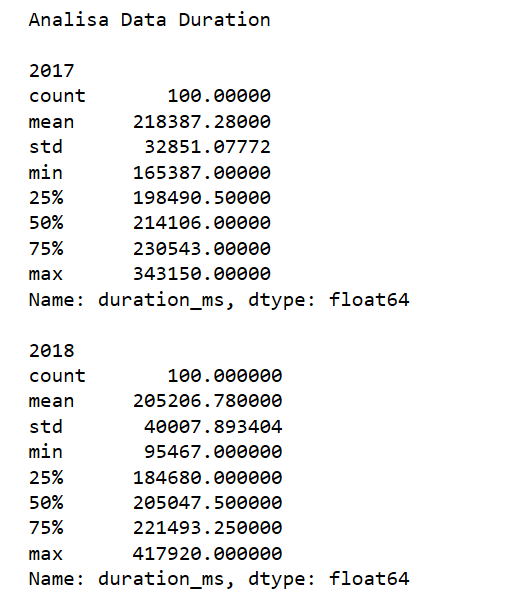 Analisa Data Duration
2017
count 100.00000
mean 218387.28000
std 32851.07772
min 165387.00000
25% 198490.50000
50% 214106.00000
75% 230543.00000
max 343150.00000
Name: duration_ms, dtype: float64
2018
count 100.000000
mean 205206.780000
std 40007.893404
min 95467.000000
25% 184680.000000
50% 205047.500000
75% 221493.250000
max 417920.000000
Name: duration_ms, dtype: float64